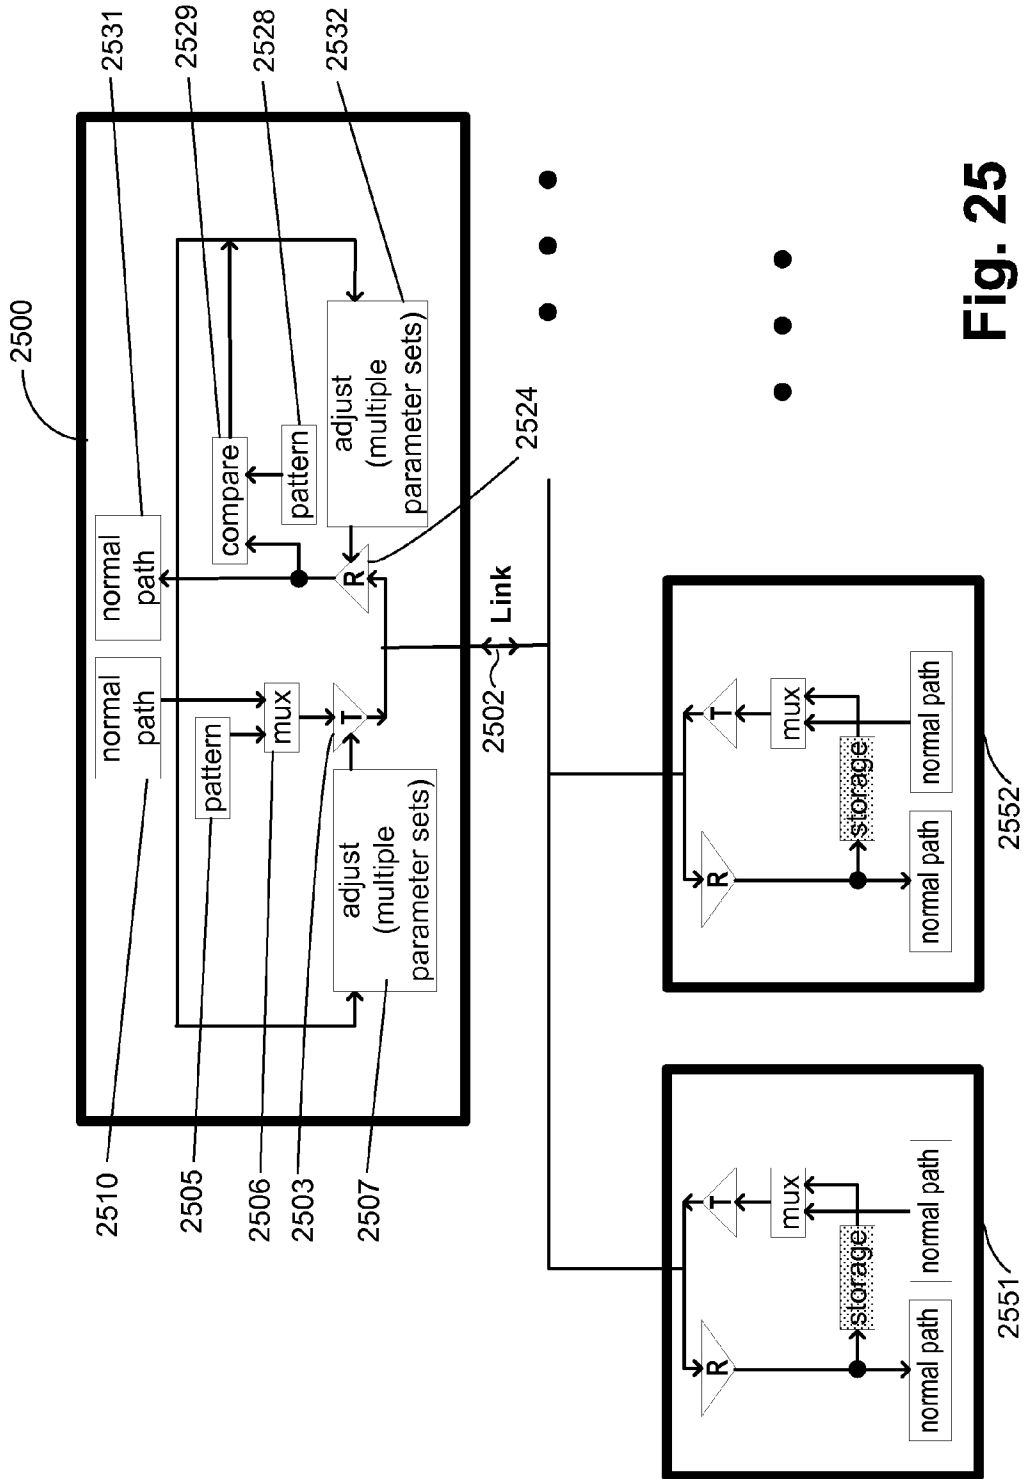 2500
2531
2529
2528
2532
normal
path
normal
path
pattern
mux
T
compare
pattern
R
adjust
(multiple
parameter sets)
adjust
(multiple
parameter sets)
2524
2510
2505
2506
2503
2507
2502
Link
R
T
mux
storage
normal path
normal path
2551
R
T
mux
storage
normal path
normal path
2552
Fig. 25